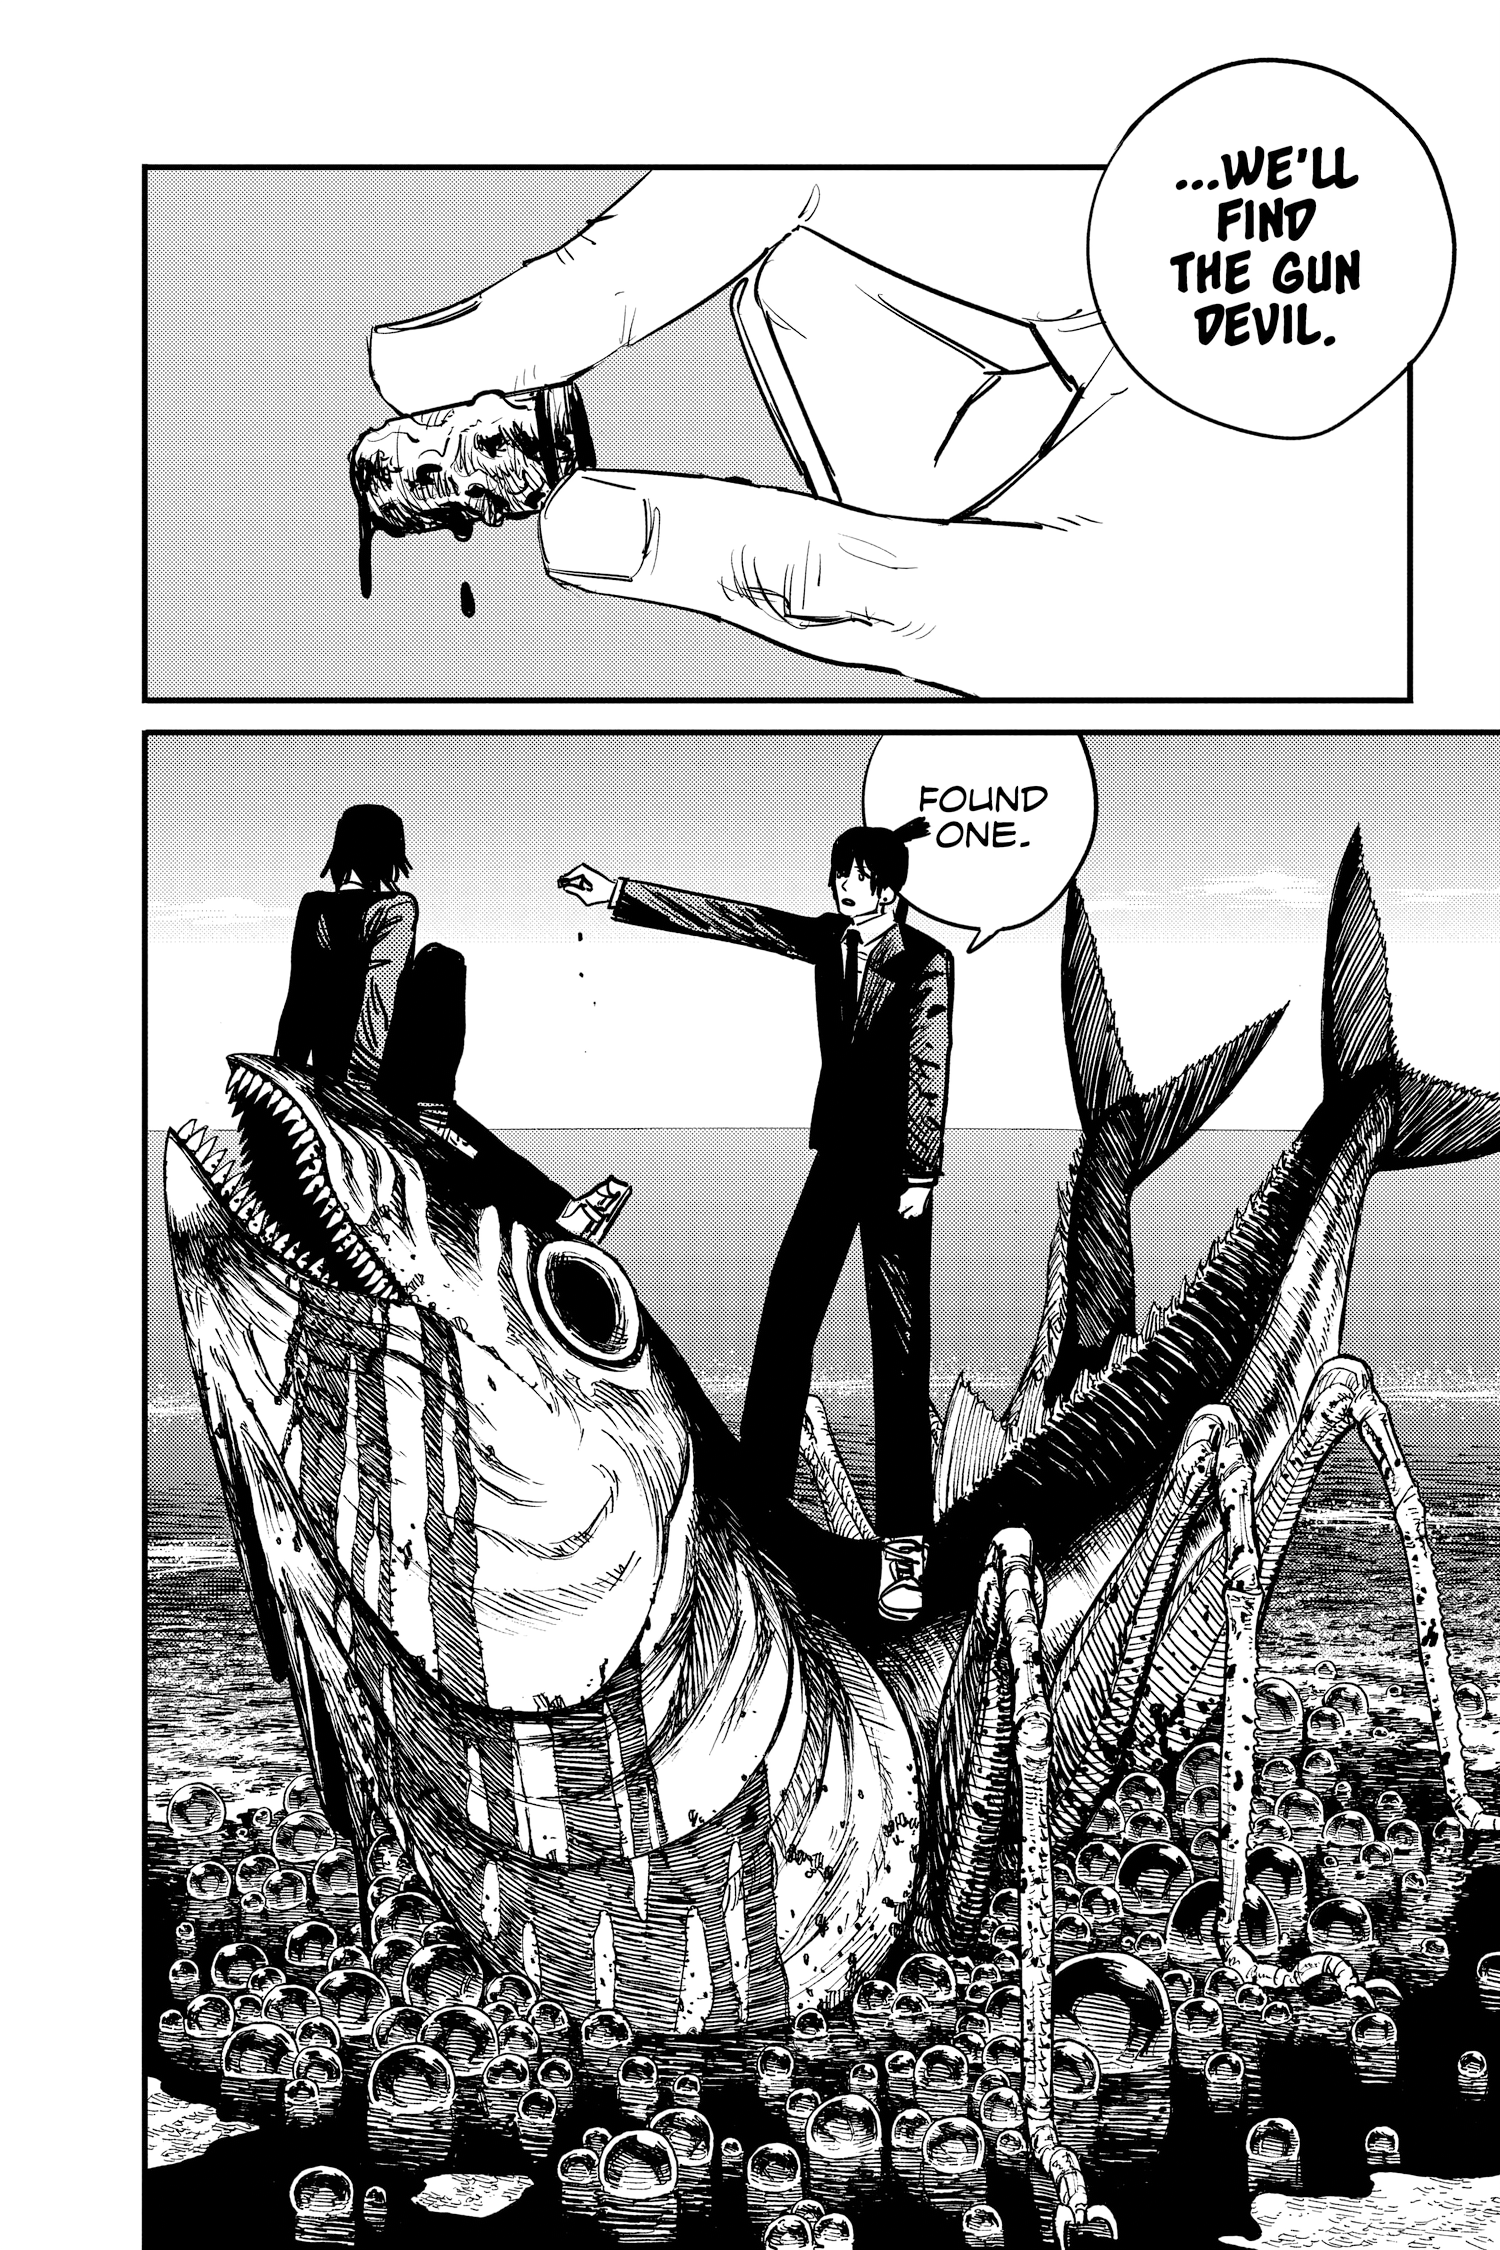 ...WE'LL
FIND
THE GUN
DEVIL.
FOUND
ONE.